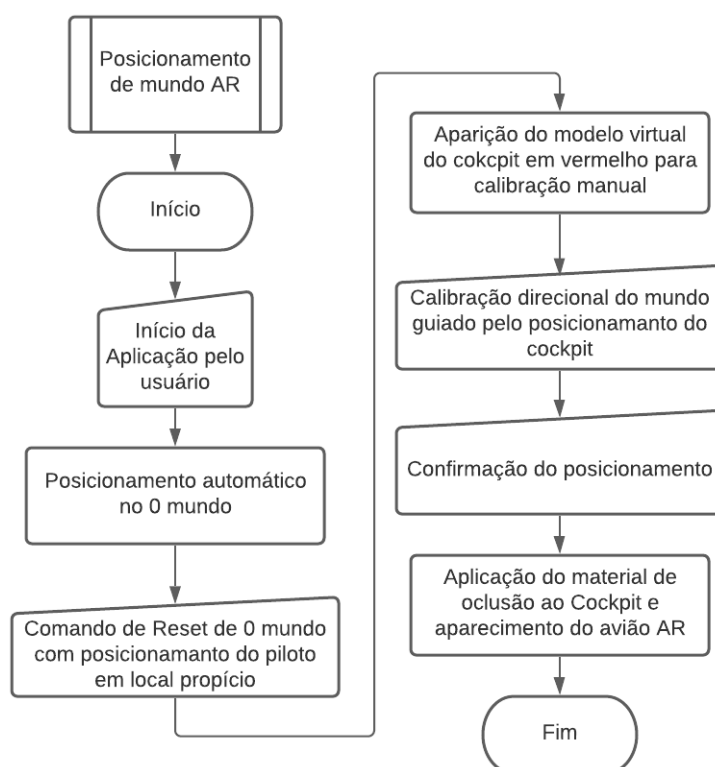 Posicionamento
de mundo AR
Início
Início da
Aplicação pelo
usuário
Posicionamento automático
no 0 mundo
Comando de Reset de 0 mundo
com posicionamanto do piloto
em local propício
Aparição do modelo virtual
do cokcpit em vermelho para
calibração manual
Calibração direcional do mundo
guiado pelo posicionamanto do
cockpit
Confirmação do posicionamento
Aplicação do material de
oclusão ao Cockpit e
aparecimento do avião AR
Fim